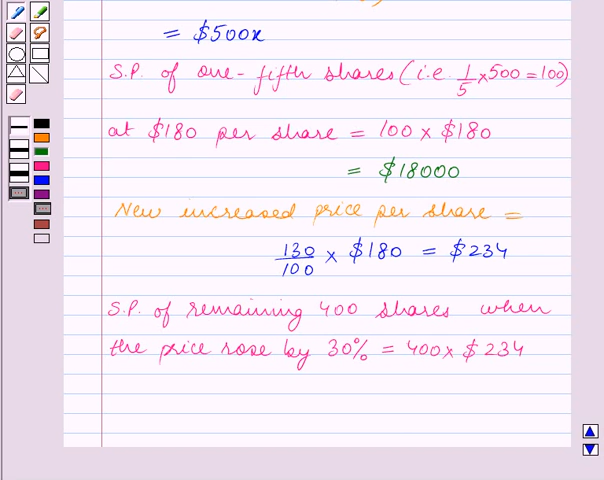 = $500x
S.P. of one-fifth shares (i.e. 1/5 ×500 = 100)
at $180 per share = 100 × $180
= $18000
New increased price per share =
130/100 × $180 = $234
S.P. of remaining 400 shares when
the price rose by 30% = 400× $234